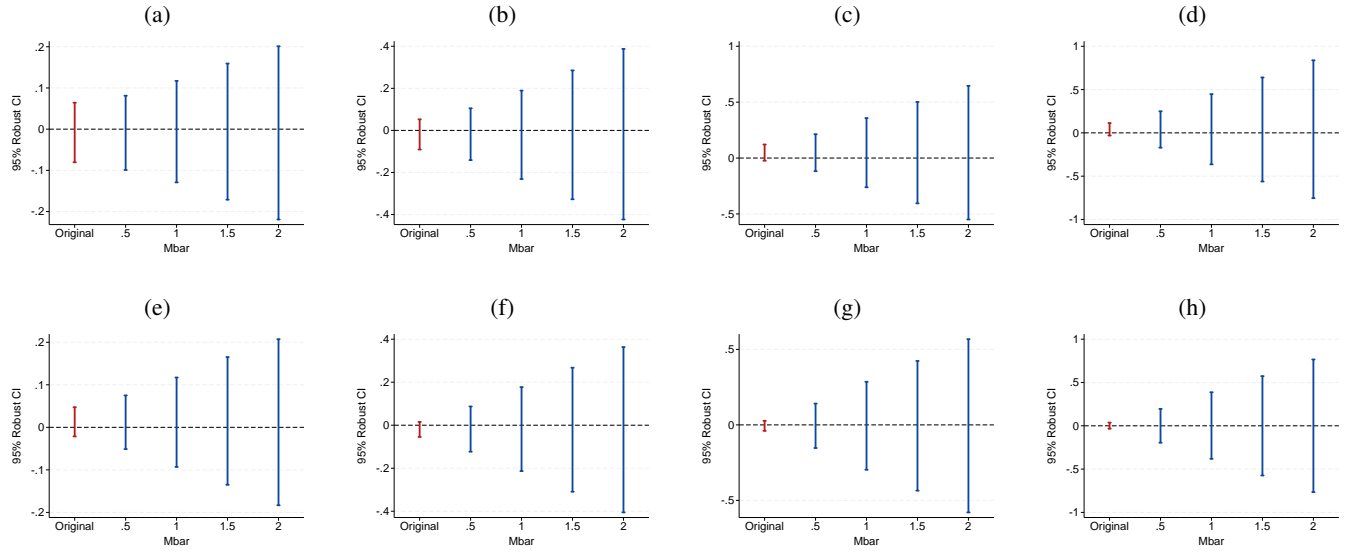 (a)
95% Robust CI
.2
.1
0
-.1
-.2
Original .5 1 1.5 2
Mbar
(b)
95% Robust CI
.4
.2
0
-.2
-.4
Original .5 1 1.5 2
Mbar
(c)
95% Robust CI
1
.5
0
-.5
Original .5 1 1.5 2
Mbar
(d)
95% Robust CI
1
.5
0
-.5
-1
Original .5 1 1.5 2
Mbar
(e)
95% Robust CI
.2
.1
0
-.1
-.2
Original .5 1 1.5 2
Mbar
(f)
95% Robust CI
.4
.2
0
-.2
-.4
Original .5 1 1.5 2
Mbar
(g)
95% Robust CI
.5
0
-.5
Original .5 1 1.5 2
Mbar
(h)
95% Robust CI
1
.5
0
-.5
-1
Original .5 1 1.5 2
Mbar